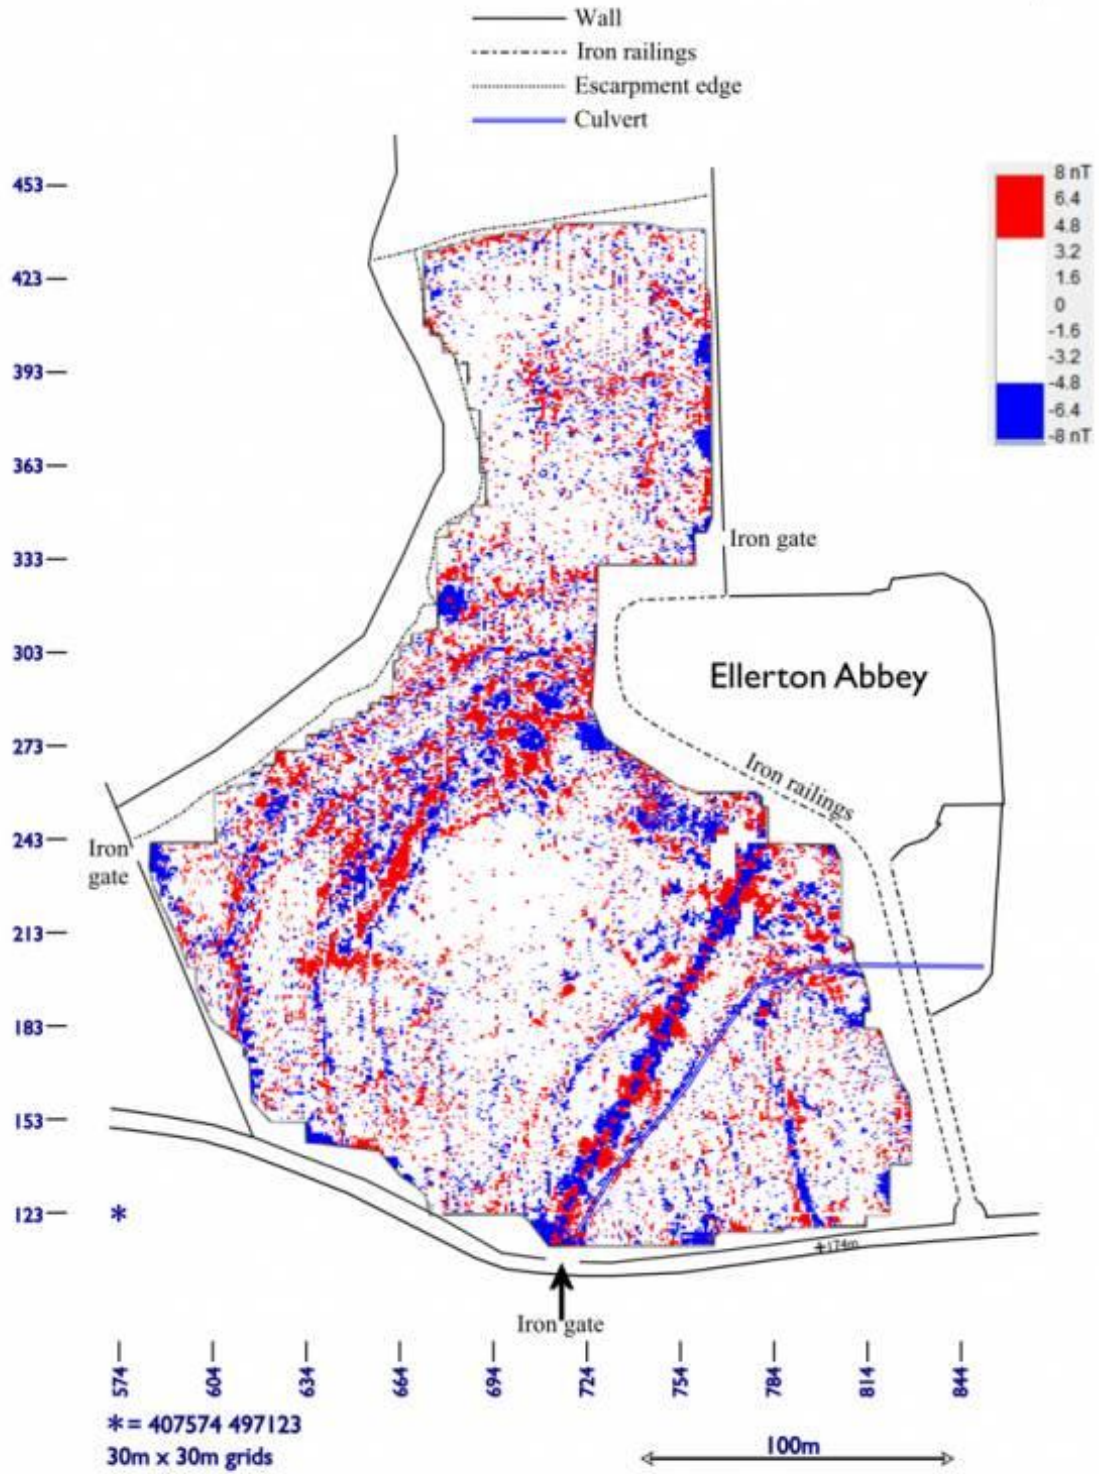 Wall
Iron railings
Escarpment edge
Culvert
8 nT
6.4
4.8
3.2
1.6
0
-1.6
-3.2
-4.8
-6.4
-8 nT
453
423
393
363
333
303
273
243
213
183
153
123
Iron gate
Ellerton Abbey
Iron railings
Iron
gate
*
174m
Iron gate
574
604
634
664
694
724
754
784
814
844
* = 407574 497123
30m x 30m grids
100m